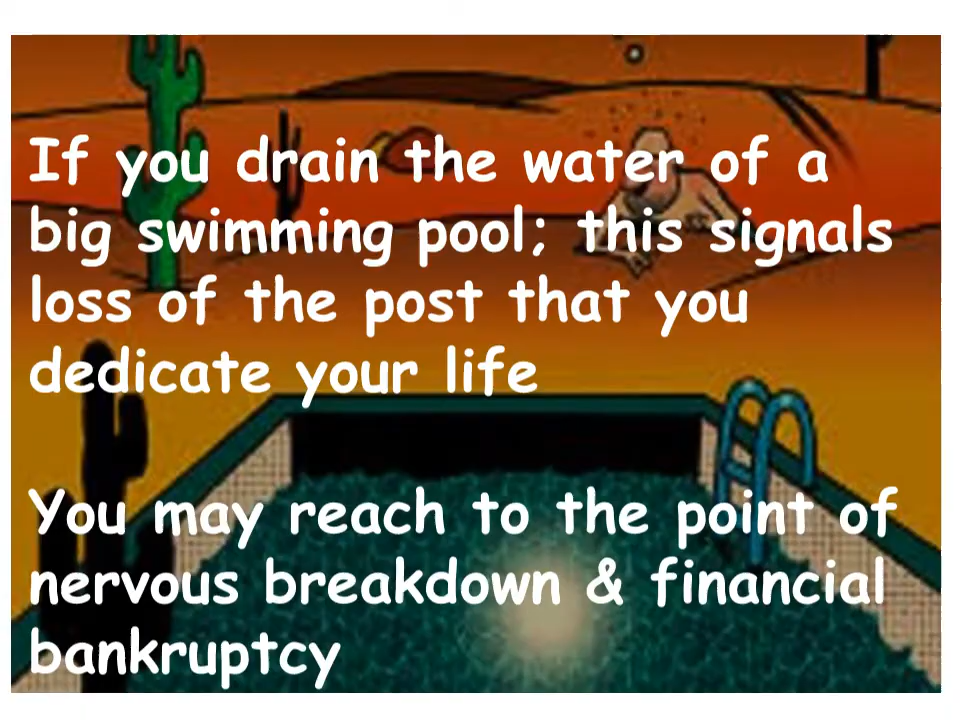 If you drain the water of a
big swimming pool; this signals
loss of the post that you
dedicate your life
You may reach to the point of
nervous breakdown & financial
bankruptcy